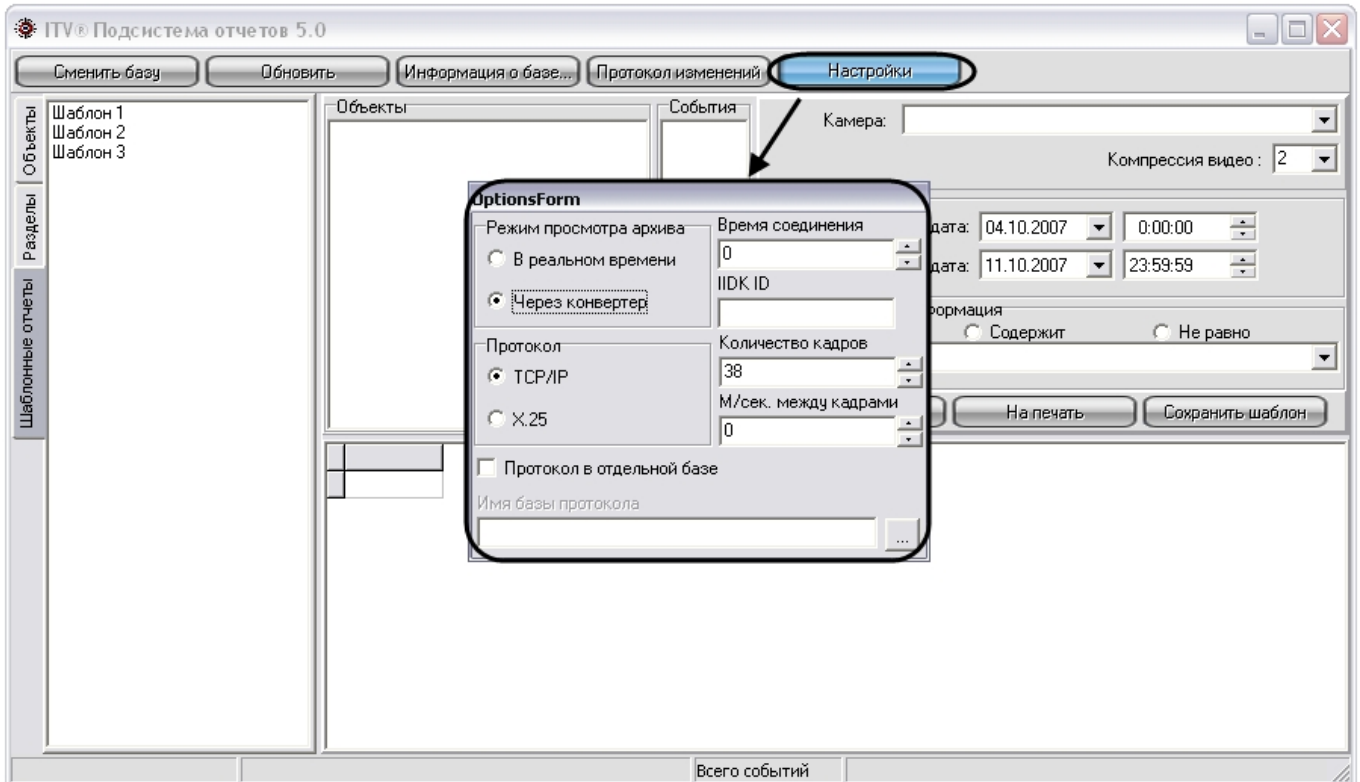 ITV® Подсистема отчетов 5.0
Сменить базу
Обновить
Информация о базе...
Протокол изменений
Настройки
Объекты
Разделы
Шаблонные отчеты
Шаблон 1
Шаблон 2
Шаблон 3
Объекты
События
Камера:
Компрессия видео : 2
дата: 04.10.2007 0:00:00
дата: 11.10.2007 23:59:59
формация
Содержит
Не равно
На печать
Сохранить шаблон
OptionsForm
Режим просмотра архива
В реальном времени
Через конвертер
Протокол
TCP/IP
X.25
Время соединения
0
IIDK ID
Количество кадров
38
М/сек. между кадрами
0
Протокол в отдельной базе
Имя базы протокола
...
Всего событий